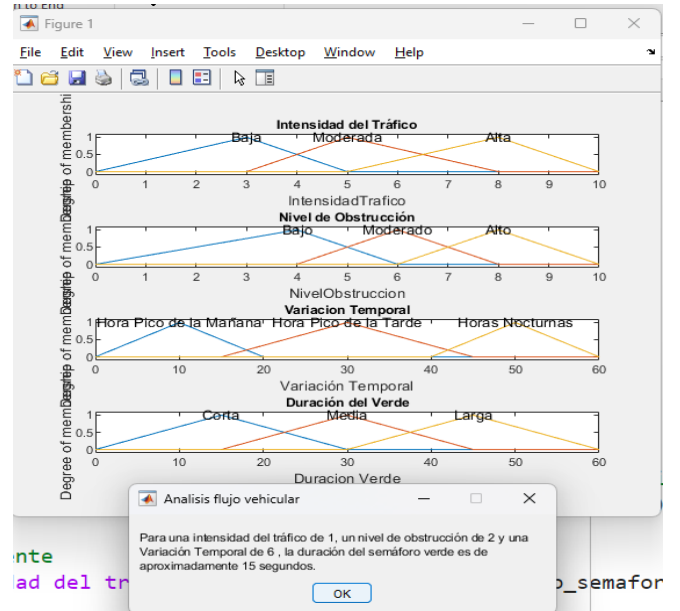 n to End
Figure 1
File Edit View Insert Tools Desktop Window Help
Intensidad del Tráfico
Baja Moderada Alta
1
0.5
0
0 1 2 3 4 5 6 7 8 9 10
IntensidadTrafico
Nivel de Obstrucción
Bajo Moderado Alto
1
0.5
0
0 1 2 3 4 5 6 7 8 9 10
NivelObstruccion
Variacion Temporal
Hora Pico de la Mañana Hora Pico de la Tarde Horas Nocturnas
1
0.5
0
0 10 20 30 40 50 60
Variación Temporal
Duración del Verde
Corta Media Larga
1
0.5
0
0 10 20 30 40 50 60
Duracion Verde
Degree of membership
Analisis flujo vehicular
Para una intensidad del tráfico de 1, un nivel de obstrucción de 2 y una
Variación Temporal de 6 , la duración del semáforo verde es de
aproximadamente 15 segundos.
OK
nte
ad del tr
o_semafor